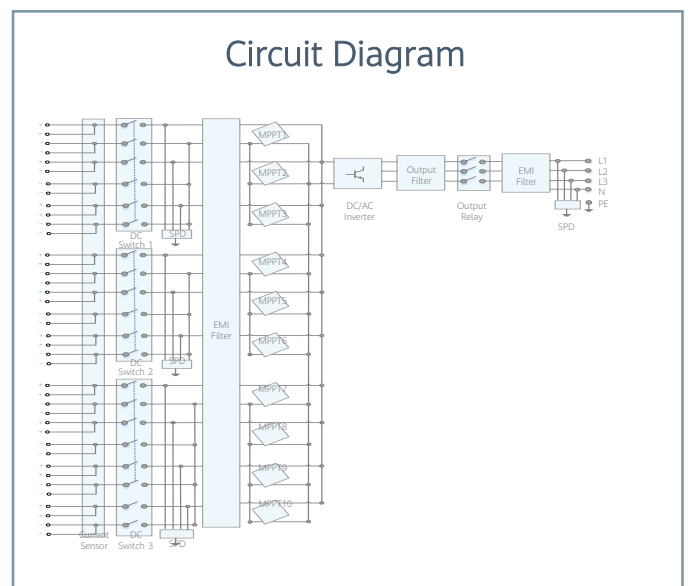 Circuit Diagram
MPPT1
MPPT2
MPPT3
DC
Switch 1
SPD
MPPT4
MPPT5
MPPT6
DC
Switch 2
SPD
EMI
Filter
MPPT7
MPPT8
MPPT9
MPPT10
Current
Sensor
DC
Switch 3
SPD
DC/AC
Inverter
Output
Filter
Output
Relay
EMI
Filter
L1
L2
L3
N
PE
SPD